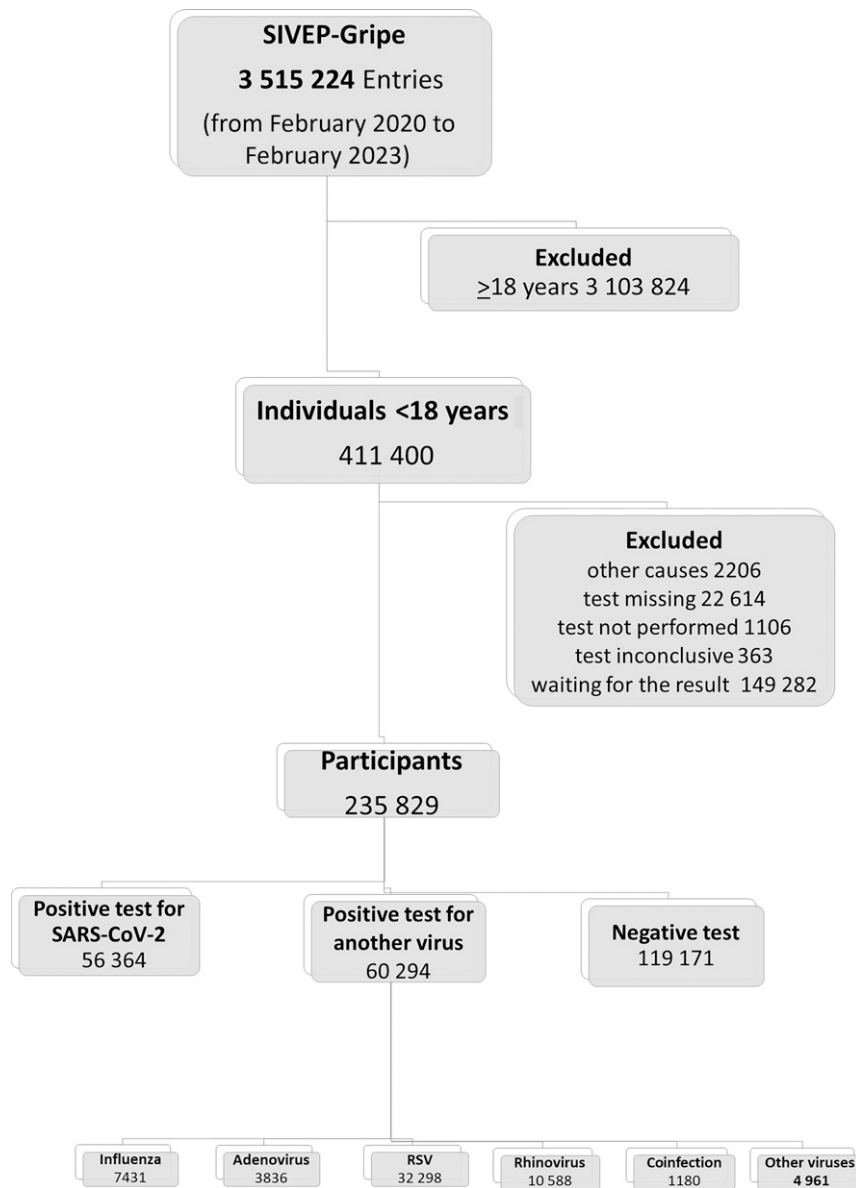 SIVEP-Gripe
3 515 224 Entries
(from February 2020 to
February 2023)
Excluded
≥18 years 3 103 824
Individuals <18 years
411 400
Excluded
other causes 2206
test missing 22 614
test not performed 1106
test inconclusive 363
waiting for the result 149 282
Participants
235 829
Positive test for
SARS-CoV-2
56 364
Positive test for
another virus
60 294
Negative test
119 171
Influenza
7431
Adenovirus
3836
RSV
32 298
Rhinovirus
10 588
Coinfection
1180
Other viruses
4 961